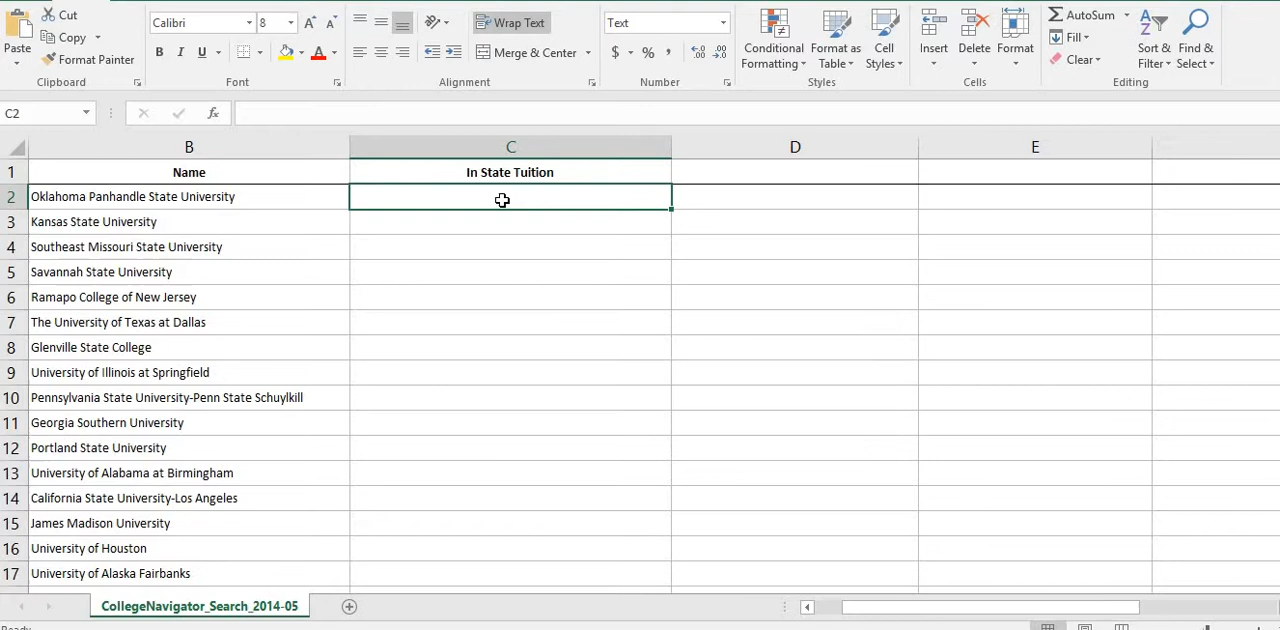 Cut
Calibri 8 Wrap Text Text AutoSum
Copy Fill
Paste Format Painter B I U Merge & Center $ % , Conditional Formatting Format as Table Cell Styles Insert Delete Format Clear Sort & Filter Find & Select
Clipboard Font Alignment Number Styles Cells Editing
C2 fx
B C D E
1 Name In State Tuition
2 Oklahoma Panhandle State University
3 Kansas State University
4 Southeast Missouri State University
5 Savannah State University
6 Ramapo College of New Jersey
7 The University of Texas at Dallas
8 Glenville State College
9 University of Illinois at Springfield
10 Pennsylvania State University-Penn State Schuylkill
11 Georgia Southern University
12 Portland State University
13 University of Alabama at Birmingham
14 California State University-Los Angeles
15 James Madison University
16 University of Houston
17 University of Alaska Fairbanks
CollegeNavigator_Search_2014-05